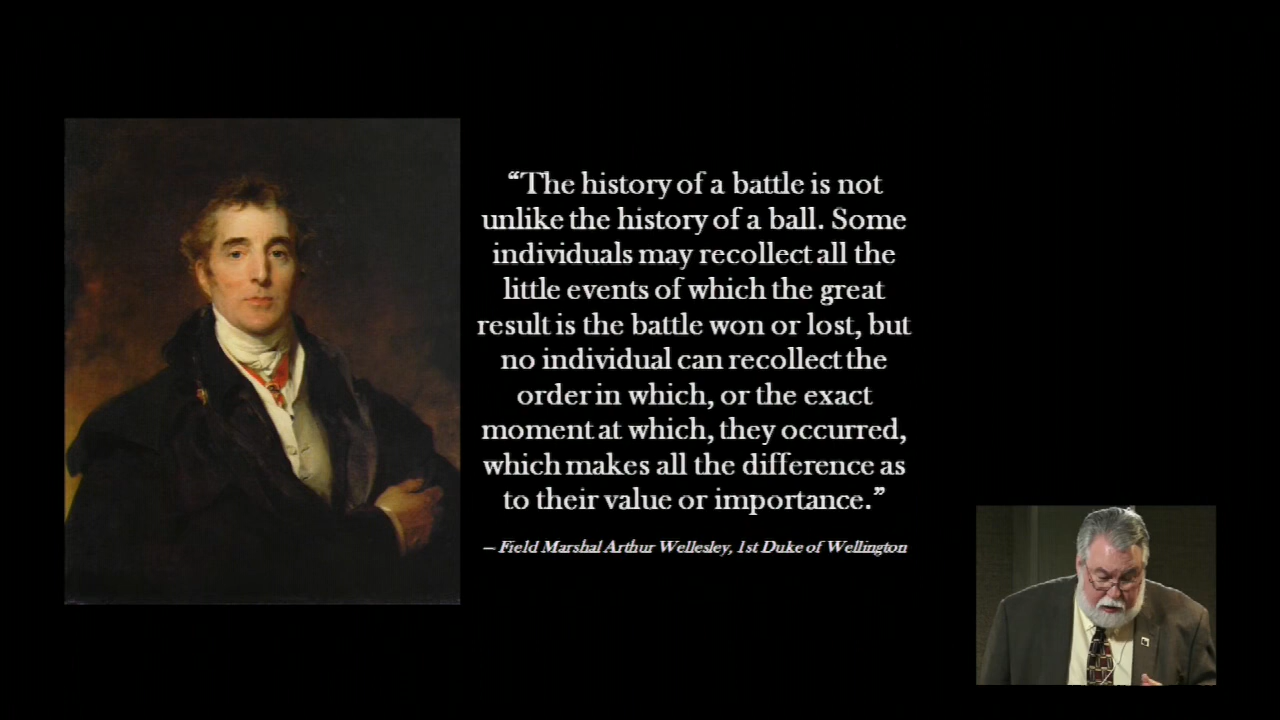 “The history of a battle is not
unlike the history of a ball. Some
individuals may recollect all the
little events of which the great
result is the battle won or lost, but
no individual can recollect the
order in which, or the exact
moment at which, they occurred,
which makes all the difference as
to their value or importance.”
– Field Marshal Arthur Wellesley, 1st Duke of Wellington